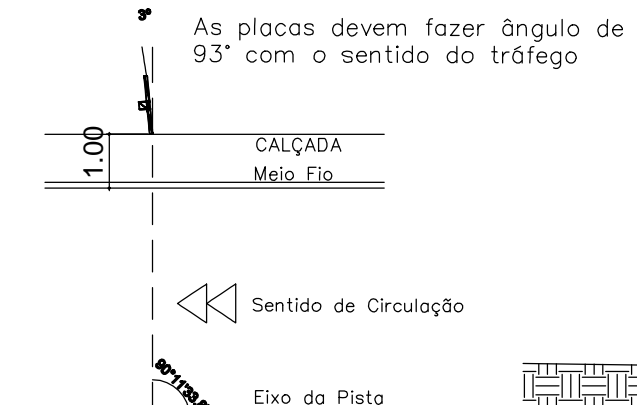 3°
As placas devem fazer ângulo de
93° com o sentido do tráfego
1.00
CALÇADA
Meio Fio
Sentido de Circulação
Eixo da Pista